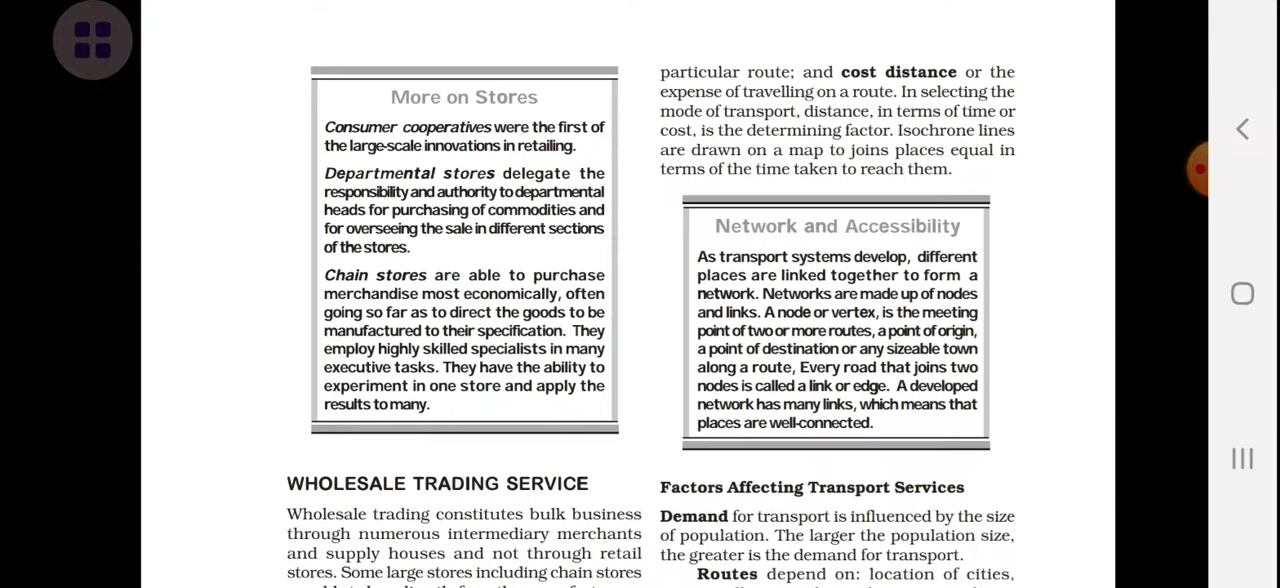 More on Stores
Consumer cooperatives were the first of
the large-scale innovations in retailing.
Departmental stores delegate the
responsibility and authority to departmental
heads for purchasing of commodities and
for overseeing the sale in different sections
of the stores.
Chain stores are able to purchase
merchandise most economically, often
going so far as to direct the goods to be
manufactured to their specification. They
employ highly skilled specialists in many
executive tasks. They have the ability to
experiment in one store and apply the
results to many.
WHOLESALE TRADING SERVICE
Wholesale trading constitutes bulk business
through numerous intermediary merchants
and supply houses and not through retail
stores. Some large stores including chain stores
particular route; and cost distance or the
expense of travelling on a route. In selecting the
mode of transport, distance, in terms of time or
cost, is the determining factor. Isochrone lines
are drawn on a map to joins places equal in
terms of the time taken to reach them.
Network and Accessibility
As transport systems develop, different
places are linked together to form a
network. Networks are made up of nodes
and links. A node or vertex, is the meeting
point of two or more routes, a point of origin,
a point of destination or any sizeable town
along a route, Every road that joins two
nodes is called a link or edge. A developed
network has many links, which means that
places are well-connected.
Factors Affecting Transport Services
Demand for transport is influenced by the size
of population. The larger the population size,
the greater is the demand for transport.
Routes depend on: location of cities,